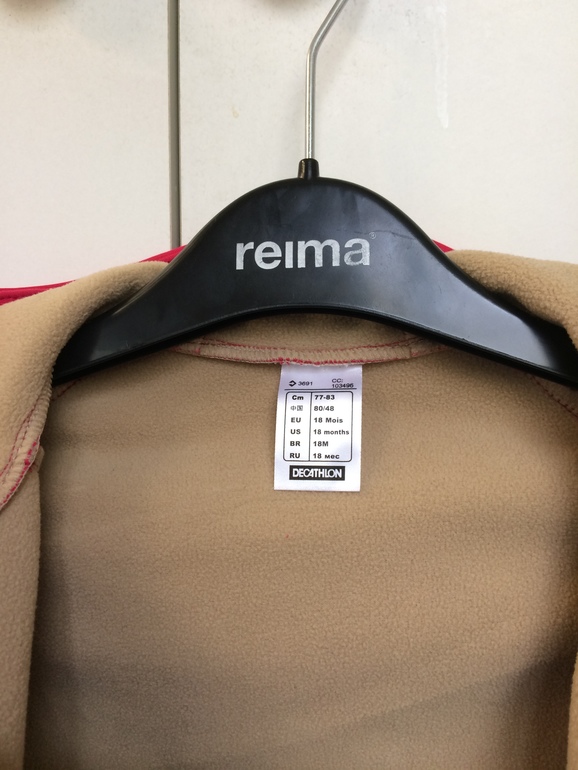 reima®
3691 CC:
103496
Cm 77-83
中国 80/48
EU 18 Mois
US 18 months
BR 18M
RU 18 мес
DECATHLON